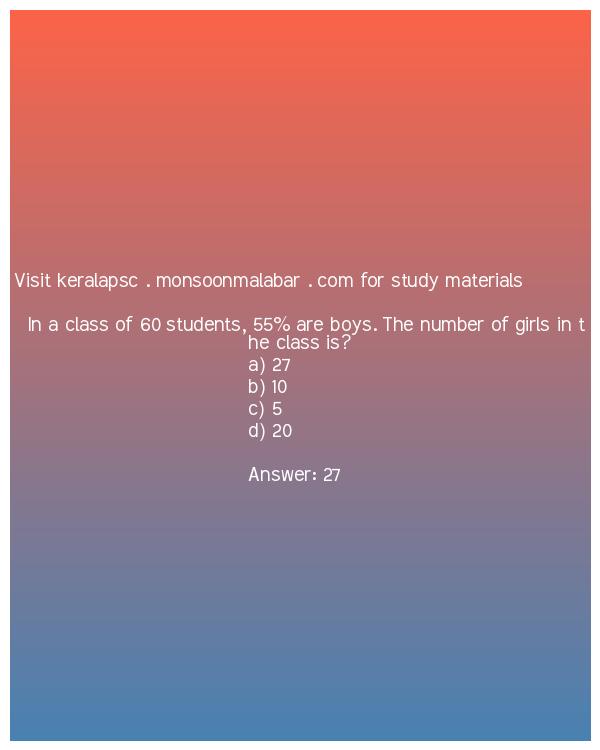 Visit keralapsc . monsoonmalabar . com for study materials
In a class of 60 students, 55% are boys. The number of girls in t
he class is?
a) 27
b) 10
c) 5
d) 20
Answer: 27